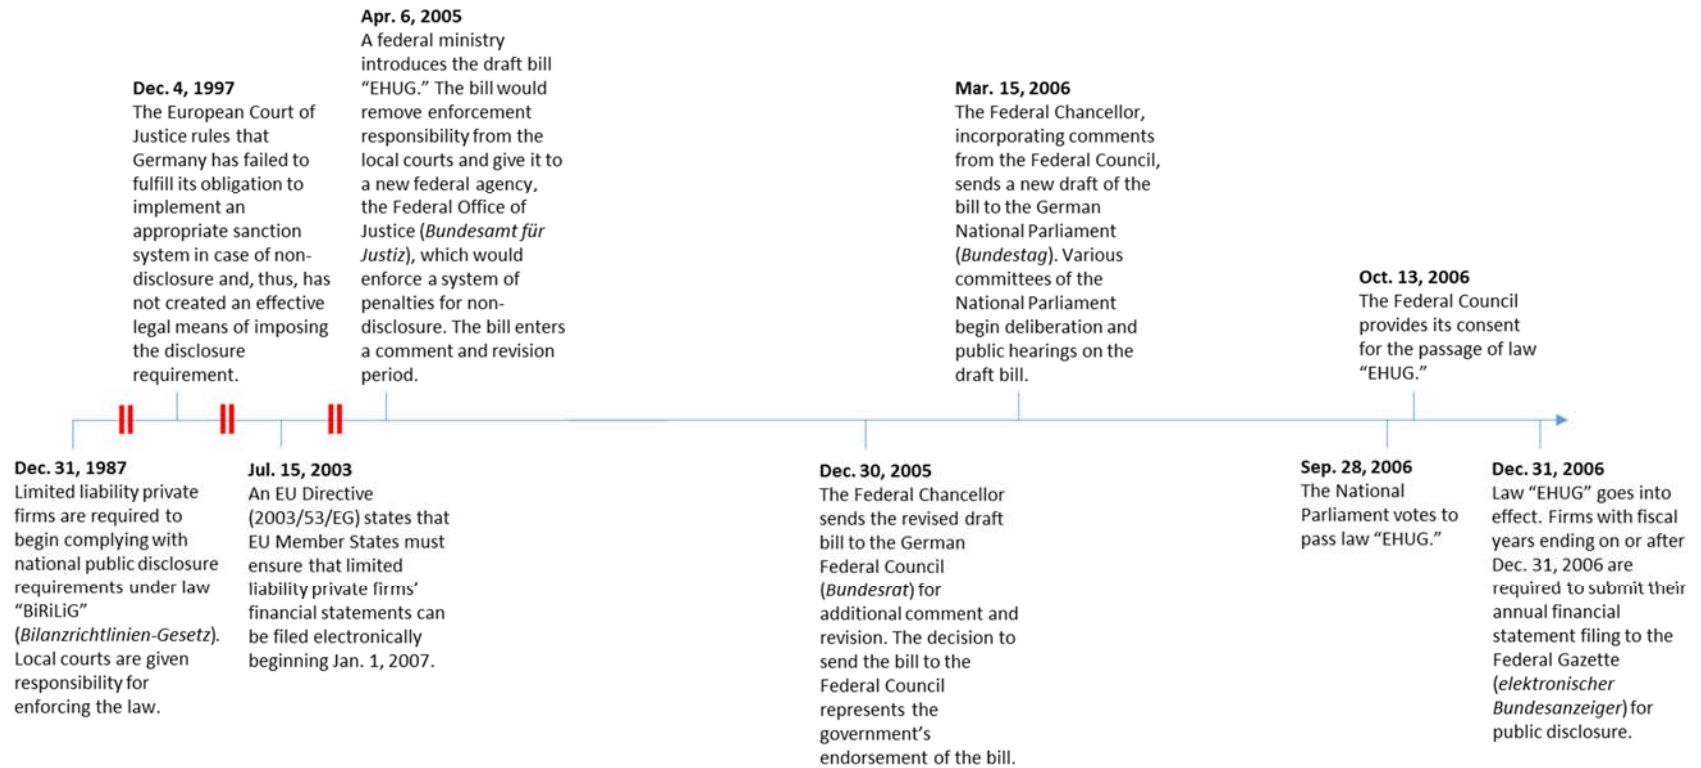 Apr. 6, 2005
A federal ministry
introduces the draft bill
“EHUG.” The bill would
remove enforcement
responsibility from the
local courts and give it to
a new federal agency,
the Federal Office of
Justice (Bundesamt für
Justiz), which would
enforce a system of
penalties for non-
disclosure. The bill enters
a comment and revision
period.
Dec. 4, 1997
The European Court of
Justice rules that
Germany has failed to
fulfill its obligation to
implement an
appropriate sanction
system in case of non-
disclosure and, thus, has
not created an effective
legal means of imposing
the disclosure
requirement.
Mar. 15, 2006
The Federal Chancellor,
incorporating comments
from the Federal Council,
sends a new draft of the
bill to the German
National Parliament
(Bundestag). Various
committees of the
National Parliament
begin deliberation and
public hearings on the
draft bill.
Oct. 13, 2006
The Federal Council
provides its consent
for the passage of law
“EHUG.”
Dec. 31, 1987
Limited liability private
firms are required to
begin complying with
national public disclosure
requirements under law
“BiRiLiG”
(Bilanzrichtlinien-Gesetz).
Local courts are given
responsibility for
enforcing the law.
Jul. 15, 2003
An EU Directive
(2003/53/EG) states that
EU Member States must
ensure that limited
liability private firms’
financial statements can
be filed electronically
beginning Jan. 1, 2007.
Dec. 30, 2005
The Federal Chancellor
sends the revised draft
bill to the German
Federal Council
(Bundesrat) for
additional comment and
revision. The decision to
send the bill to the
Federal Council
represents the
government’s
endorsement of the bill.
Sep. 28, 2006
The National
Parliament votes to
pass law “EHUG.”
Dec. 31, 2006
Law “EHUG” goes into
effect. Firms with fiscal
years ending on or after
Dec. 31, 2006 are
required to submit their
annual financial
statement filing to the
Federal Gazette
(elektronischer
Bundesanzeiger) for
public disclosure.